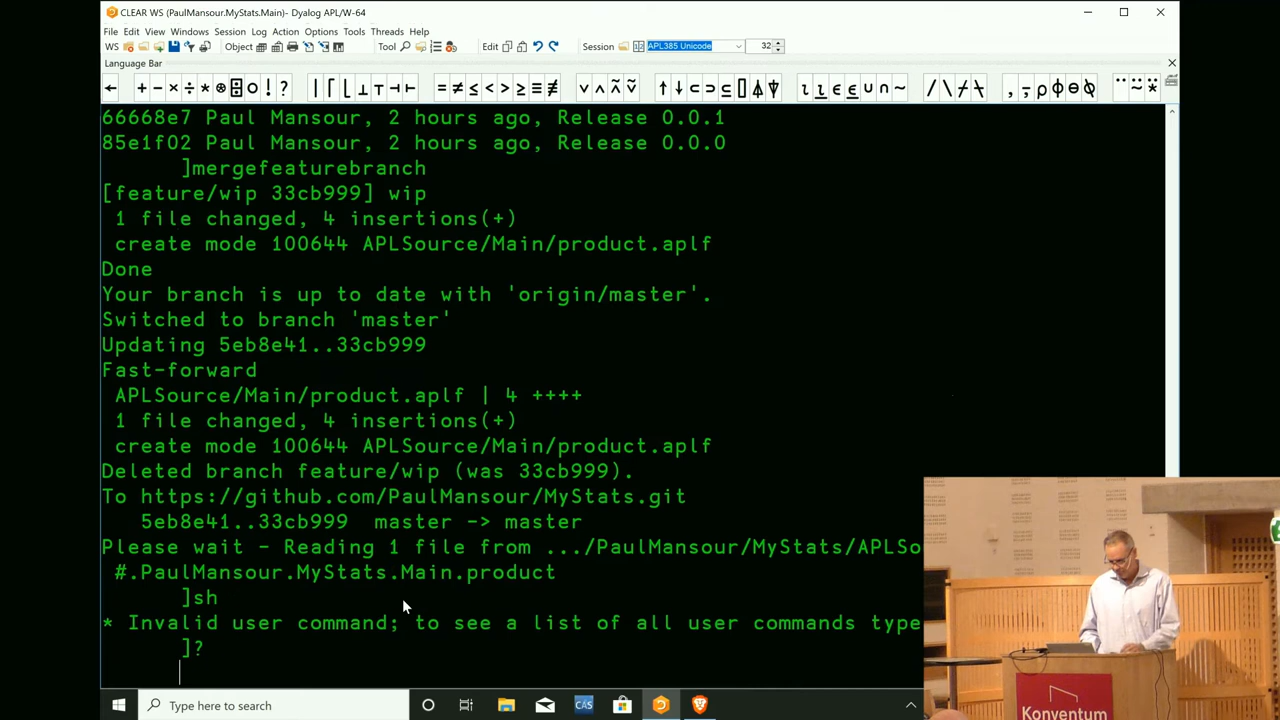 CLEAR WS (PaulMansour.MyStats.Main)- Dyalog APL/W-64
File Edit View Windows Session Log Action Options Tools Threads Help
WS Object Tool Edit Session APL385 Unicode 32
Language Bar
← + - × ÷ * ⍟ ⌹ ○ ! ? | ⌈ ⌊ ⊥ ⊤ ⊣ ⊢ = ≠ ≤ < > ≥ ≡ ≢ ∨ ∧ ⍲ ⍱ ↑ ↓ ⊂ ⊃ ⊆ ⌷ ⍋ ⍒ ⍳ ⍸ ∊ ⍷ ∪ ∩ ~ / \ ⌿ ⍀ , ⍪ ⍴ ⌽ ⊖ ⍉ ¨ ⍨ ⍣
66668e7 Paul Mansour, 2 hours ago, Release 0.0.1
85e1f02 Paul Mansour, 2 hours ago, Release 0.0.0
]mergefeaturebranch
[feature/wip 33cb999] wip
1 file changed, 4 insertions(+)
create mode 100644 APLSource/Main/product.aplf
Done
Your branch is up to date with 'origin/master'.
Switched to branch 'master'
Updating 5eb8e41..33cb999
Fast-forward
APLSource/Main/product.aplf | 4 ++++
1 file changed, 4 insertions(+)
create mode 100644 APLSource/Main/product.aplf
Deleted branch feature/wip (was 33cb999).
To https://github.com/PaulMansour/MyStats.git
5eb8e41..33cb999 master -> master
Please wait - Reading 1 file from .../PaulMansour/MyStats/APLSo
#.PaulMansour.MyStats.Main.product
]sh
* Invalid user command; to see a list of all user commands type
]?
Type here to search
CAS
Konventum